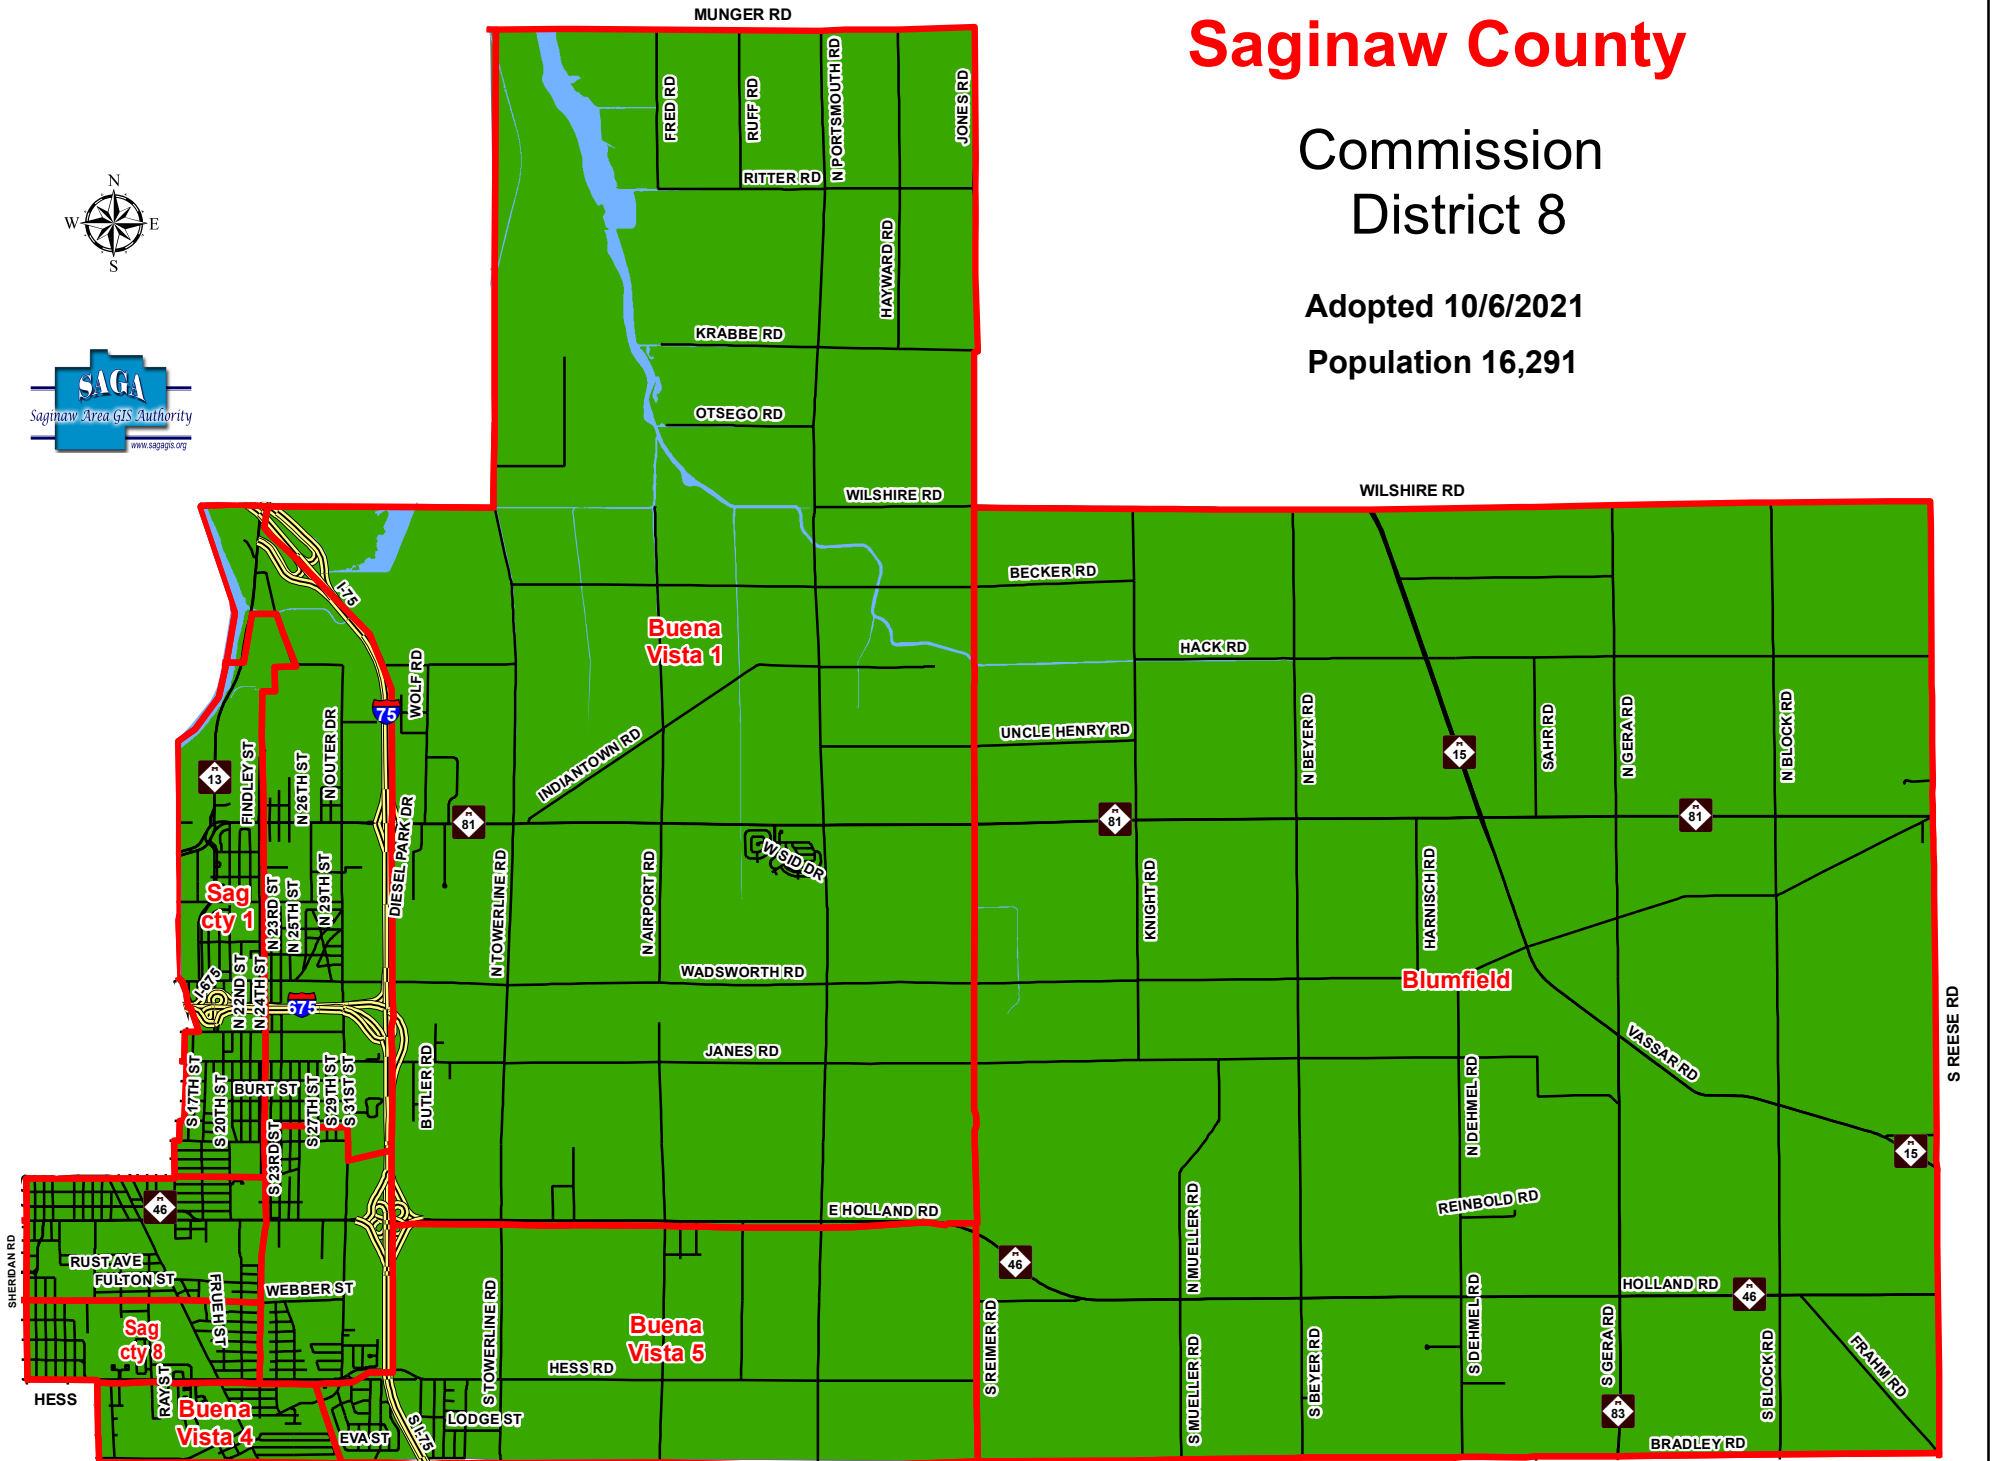 MUNGER RD
Saginaw County
Commission
District 8
Adopted 10/6/2021
Population 16,291
N
W
E
S
SAGA
Saginaw Area GIS Authority
www.sagagis.org
FRED RD
RUFF RD
N PORTSMOUTH RD
JONES RD
RITTER RD
HAYWARD RD
KRABBE RD
OTSEGO RD
WILSHIRE RD
WILSHIRE RD
I-75
BECKER RD
Buena
Vista 1
HACK RD
WOLF RD
75
N OUTER DR
INDIANTOWN RD
UNCLE HENRY RD
N BEYER RD
M
15
SAHR RD
N GERA RD
N BLOCK RD
M
13
FINDLEY ST
N 26TH ST
DIESEL PARK DR
M
81
M
81
M
81
W SID DR
Sag
cty 1
N 23RD ST
N 25TH ST
N 29TH ST
N TOWERLINE RD
N AIRPORT RD
KNIGHT RD
HARNISCH RD
WADSWORTH RD
Blumfield
I-675
N 22ND ST
N 24TH ST
675
S REESE RD
VASSAR RD
JANES RD
S 17TH ST
S 20TH ST
BURT ST
S 27TH ST
S 29TH ST
S 31ST ST
BUTLER RD
N DEHMEL RD
S 23RD ST
M
15
M
46
E HOLLAND RD
N MUELLER RD
REINBOLD RD
SHERIDAN RD
RUST AVE
FULTON ST
FRUEH ST
WEBBER ST
M
46
HOLLAND RD
M
46
Sag
cty 8
S TOWERLINE RD
Buena
Vista 5
S REIMER RD
S MUELLER RD
S BEYER RD
S DEHMEL RD
S GERA RD
S BLOCK RD
FRAHM RD
HESS RD
HESS
RAY ST
Buena
Vista 4
EVA ST
S I-75
LODGE ST
M
83
BRADLEY RD